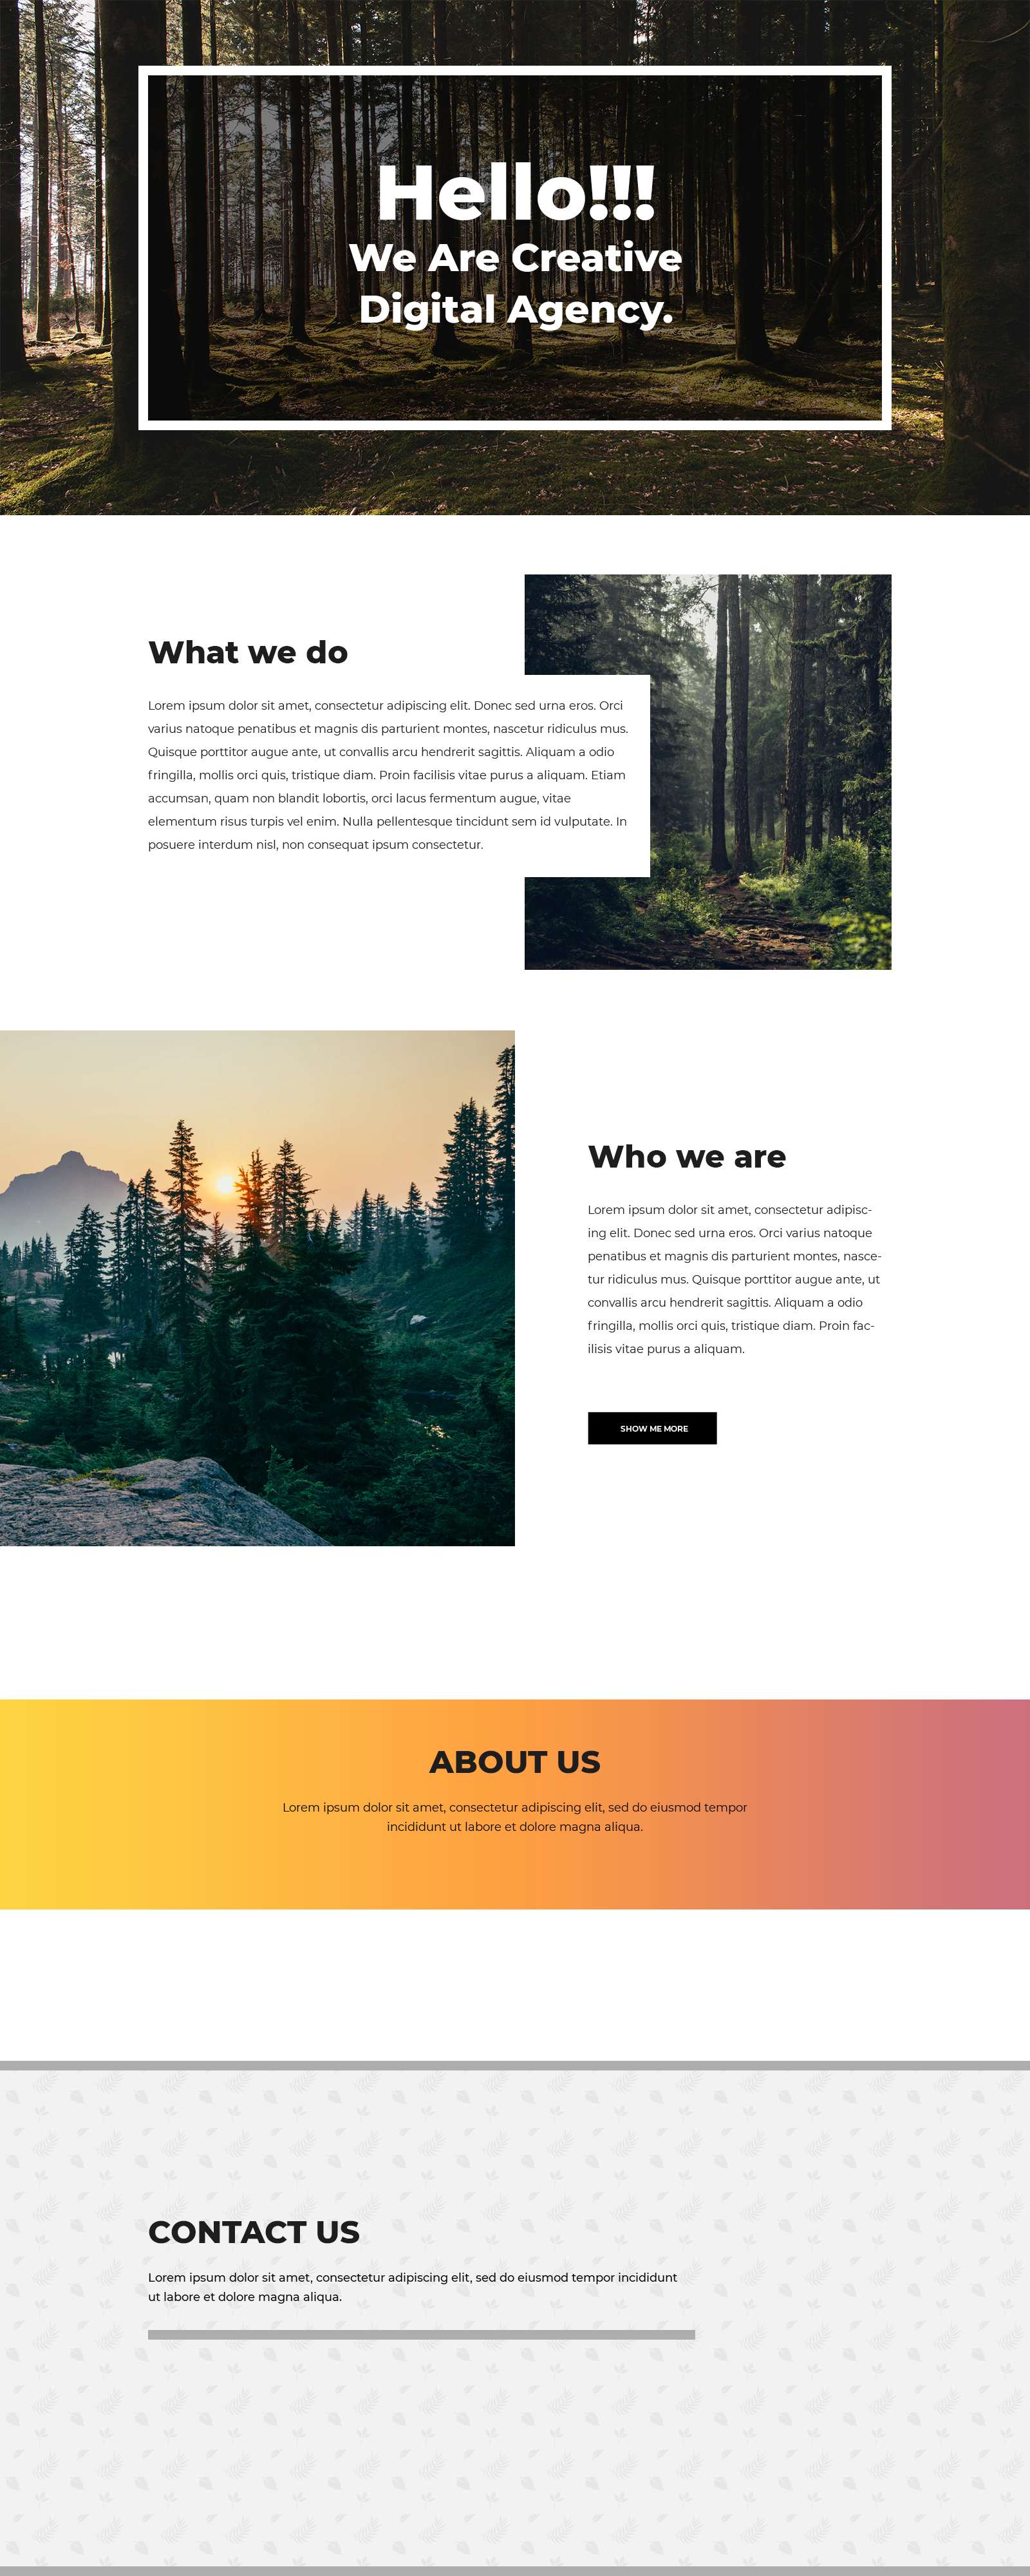 Hello!!!
We Are Creative
Digital Agency.
What we do
Lorem ipsum dolor sit amet, consectetur adipiscing elit. Donec sed urna eros. Orci
varius natoque penatibus et magnis dis parturient montes, nascetur ridiculus mus.
Quisque porttitor augue ante, ut convallis arcu hendrerit sagittis. Aliquam a odio
fringilla, mollis orci quis, tristique diam. Proin facilisis vitae purus a aliquam. Etiam
accumsan, quam non blandit lobortis, orci lacus fermentum augue, vitae
elementum risus turpis vel enim. Nulla pellentesque tincidunt sem id vulputate. In
posuere interdum nisl, non consequat ipsum consectetur.
Who we are
Lorem ipsum dolor sit amet, consectetur adipisc-
ing elit. Donec sed urna eros. Orci varius natoque
penatibus et magnis dis parturient montes, nasce-
tur ridiculus mus. Quisque porttitor augue ante, ut
convallis arcu hendrerit sagittis. Aliquam a odio
fringilla, mollis orci quis, tristique diam. Proin fac-
ilisis vitae purus a aliquam.
SHOW ME MORE
ABOUT US
Lorem ipsum dolor sit amet, consectetur adipiscing elit, sed do eiusmod tempor
incididunt ut labore et dolore magna aliqua.
CONTACT US
Lorem ipsum dolor sit amet, consectetur adipiscing elit, sed do eiusmod tempor incididunt
ut labore et dolore magna aliqua.